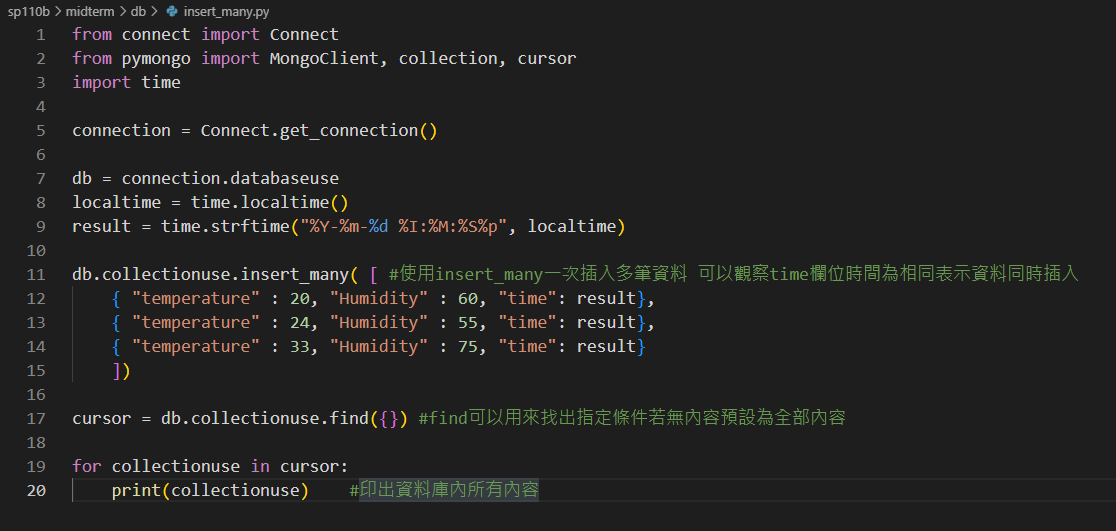 sp110b > midterm > db > insert_many.py
1 from connect import Connect
2 from pymongo import MongoClient, collection, cursor
3 import time
4
5 connection = Connect.get_connection()
6
7 db = connection.databaseuse
8 localtime = time.localtime()
9 result = time.strftime("%Y-%m-%d %I:%M:%S%p", localtime)
10
11 db.collectionuse.insert_many( [ #使用insert_many一次插入多筆資料 可以觀察time欄位時間為相同表示資料同時插入
12     { "temperature" : 20, "Humidity" : 60, "time": result},
13     { "temperature" : 24, "Humidity" : 55, "time": result},
14     { "temperature" : 33, "Humidity" : 75, "time": result}
15     ])
16
17 cursor = db.collectionuse.find({}) #find可以用來找出指定條件若無內容預設為全部內容
18
19 for collectionuse in cursor:
20     print(collectionuse)    #印出資料庫內所有內容